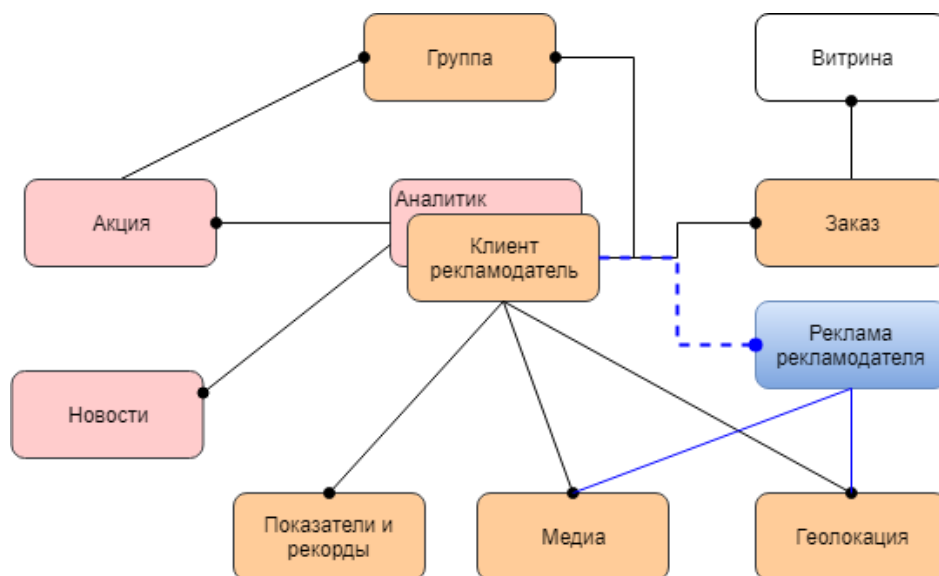 Группа
Витрина
Акция
Аналитик
Клиент
рекламодатель
Заказ
Реклама
рекламодателя
Новости
Показатели и
рекорды
Медиа
Геолокация